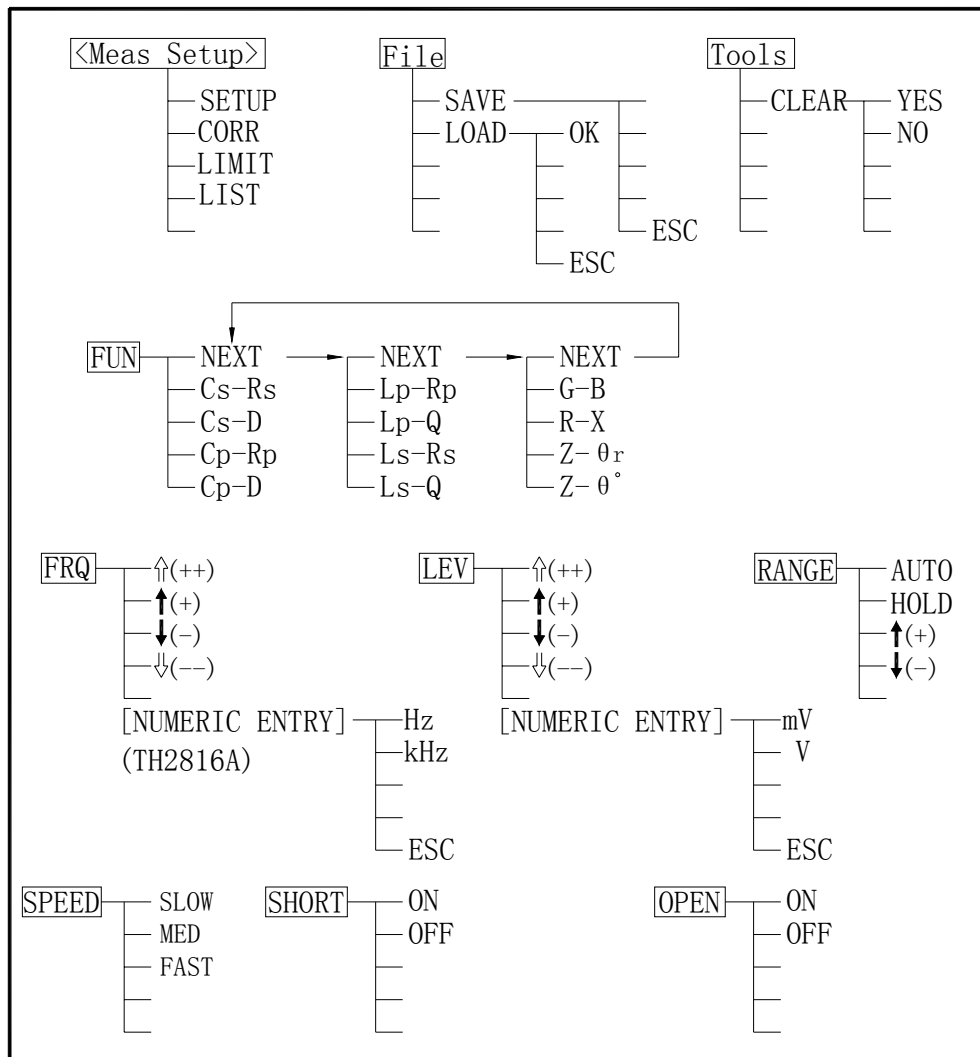 <Meas Setup>
SETUP
CORR
LIMIT
LIST
File
SAVE
LOAD
OK
ESC
ESC
Tools
CLEAR
YES
NO
FUN
NEXT
Cs-Rs
Cs-D
Cp-Rp
Cp-D
NEXT
Lp-Rp
Lp-Q
Ls-Rs
Ls-Q
NEXT
G-B
R-X
Z-θr
Z-θ°
FRQ
⇧(++)
⬆(+)
⬇(-)
⇩(--)
[NUMERIC ENTRY]
(TH2816A)
Hz
kHz
ESC
LEV
⇧(++)
⬆(+)
⬇(-)
⇩(--)
[NUMERIC ENTRY]
mV
V
ESC
RANGE
AUTO
HOLD
⬆(+)
⬇(-)
SPEED
SLOW
MED
FAST
SHORT
ON
OFF
OPEN
ON
OFF